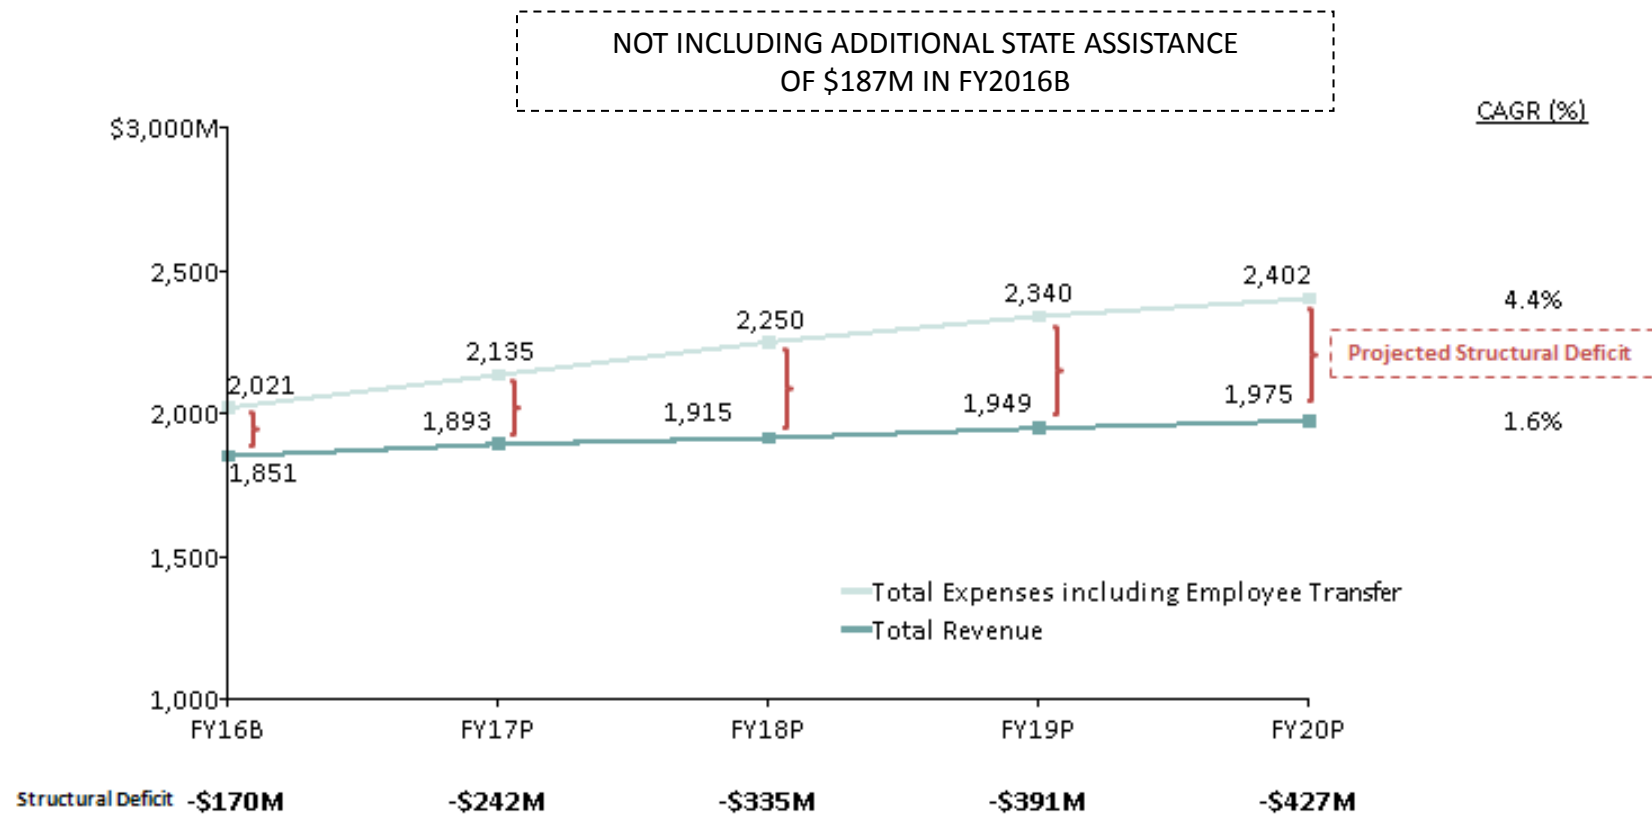 NOT INCLUDING ADDITIONAL STATE ASSISTANCE
OF $187M IN FY2016B
CAGR (%)
$3,000M
2,500
2,000
1,500
1,000
2,021
2,135
2,250
2,340
2,402
4.4%
Projected Structural Deficit
1,851
1,893
1,915
1,949
1,975
1.6%
Total Expenses including Employee Transfer
Total Revenue
FY16B FY17P FY18P FY19P FY20P
Structural Deficit -$170M -$242M -$335M -$391M -$427M